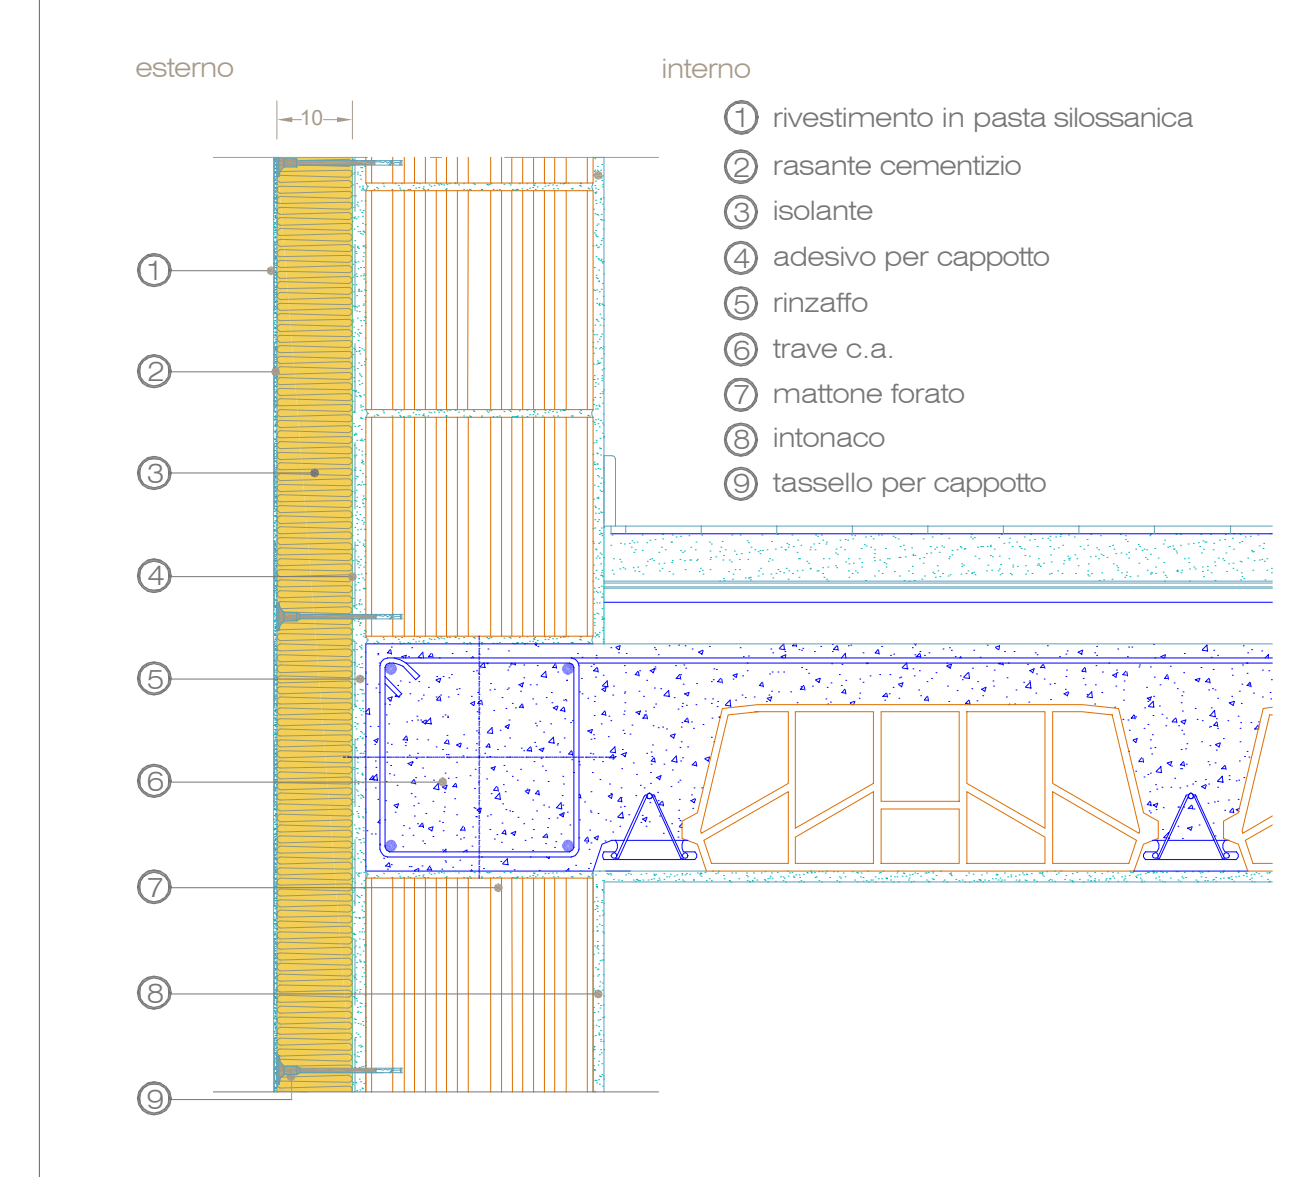 esterno
interno
10
1 rivestimento in pasta silossanica
2 rasante cementizio
3 isolante
4 adesivo per cappotto
5 rinzaffo
6 trave c.a.
7 mattone forato
8 intonaco
9 tassello per cappotto
1
2
3
4
5
6
7
8
9